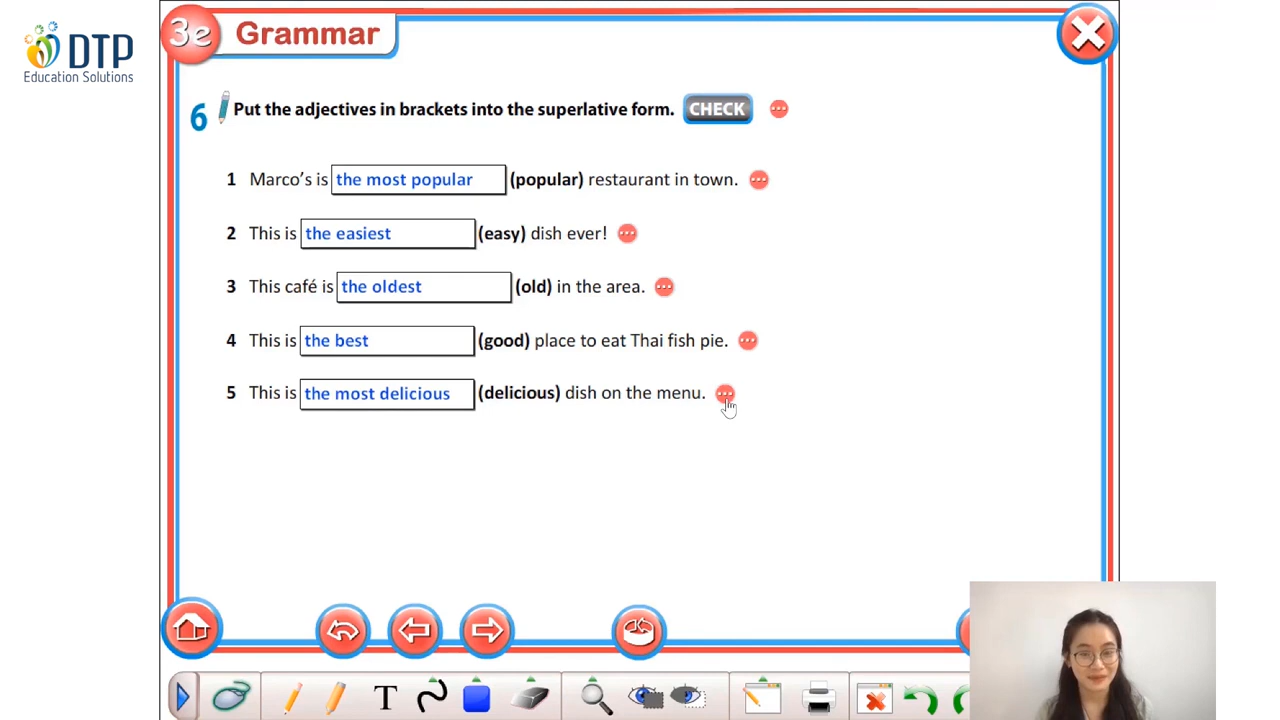 DTP
Education Solutions
3e Grammar
6 Put the adjectives in brackets into the superlative form. CHECK
1 Marco's is the most popular (popular) restaurant in town.
2 This is the easiest (easy) dish ever!
3 This café is the oldest (old) in the area.
4 This is the best (good) place to eat Thai fish pie.
5 This is the most delicious (delicious) dish on the menu.
T